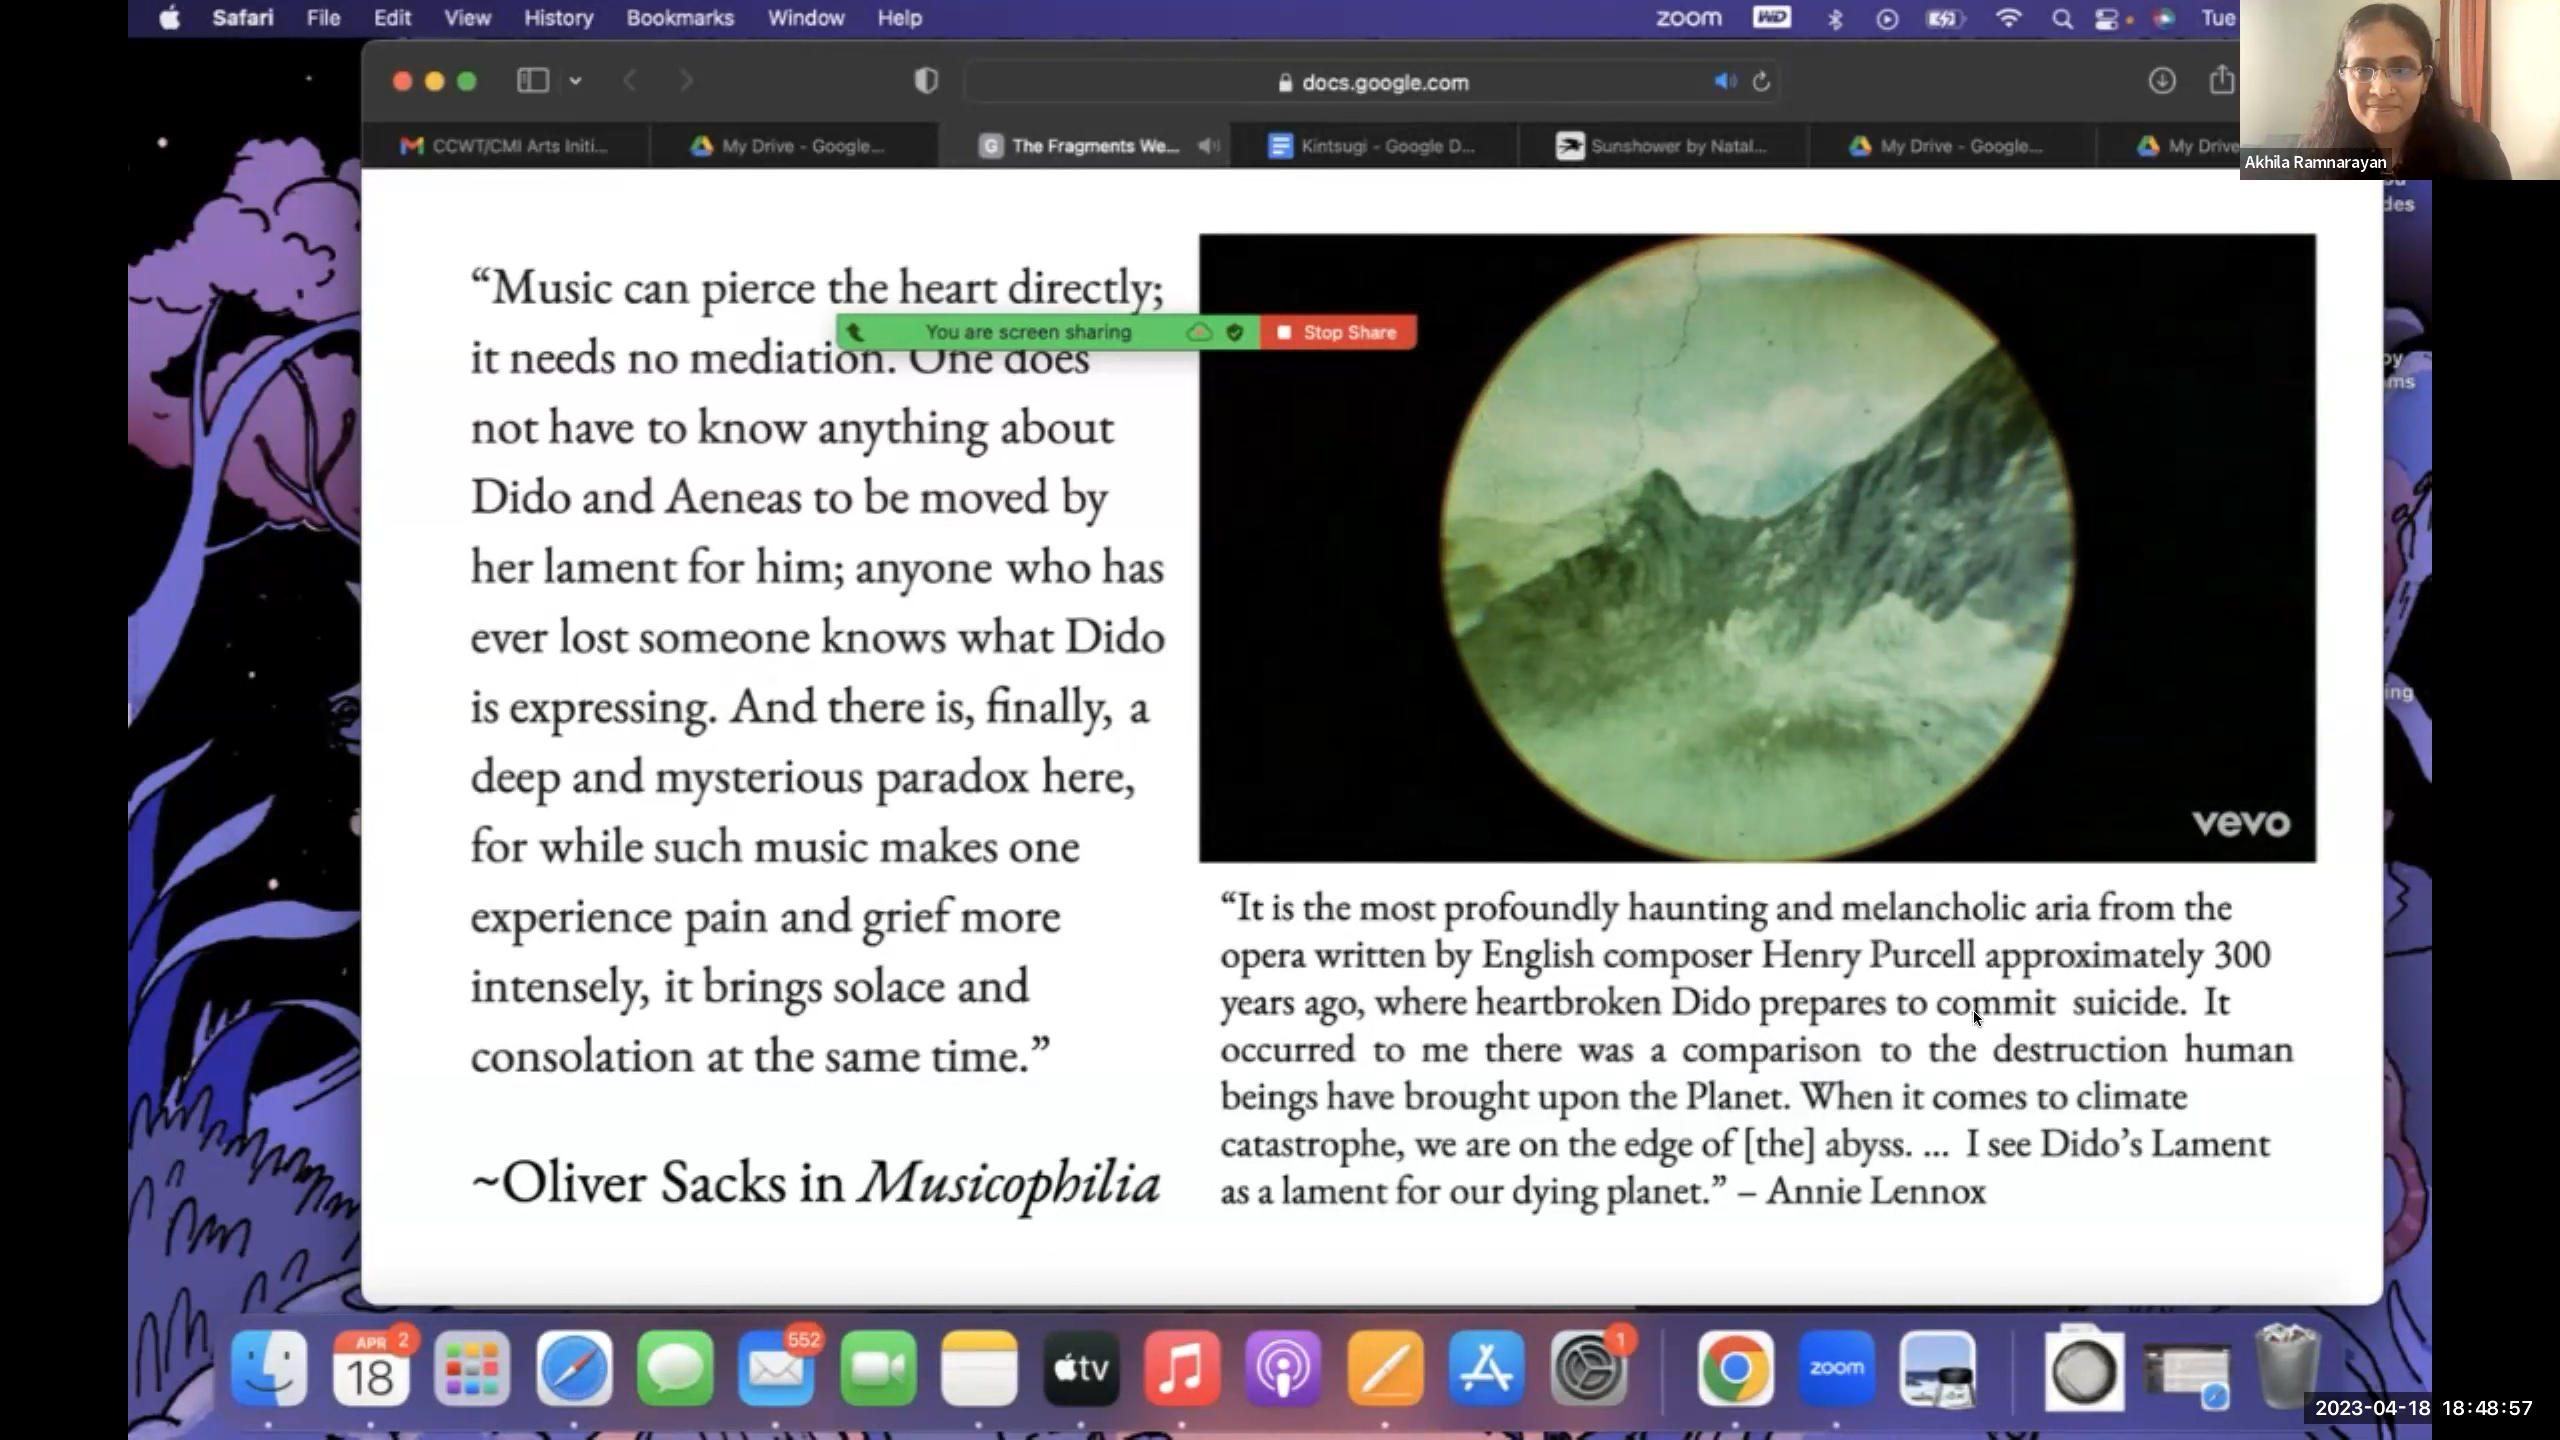 Safari File Edit View History Bookmarks Window Help zoom WD Tue
docs.google.com
CCWT/CMI Arts Initi... My Drive - Google... The Fragments We... Kintsugi - Google D... Sunshower by Natal... My Drive - Google... My Drive
Akhila Ramnarayan
des
“Music can pierce the heart directly;
You are screen sharing Stop Share
it needs no mediation. One does
not have to know anything about
Dido and Aeneas to be moved by
her lament for him; anyone who has
ever lost someone knows what Dido
is expressing. And there is, finally, a
deep and mysterious paradox here,
for while such music makes one
experience pain and grief more
intensely, it brings solace and
consolation at the same time.”
~Oliver Sacks in Musicophilia
vevo
“It is the most profoundly haunting and melancholic aria from the
opera written by English composer Henry Purcell approximately 300
years ago, where heartbroken Dido prepares to commit suicide. It
occurred to me there was a comparison to the destruction human
beings have brought upon the Planet. When it comes to climate
catastrophe, we are on the edge of [the] abyss. ... I see Dido’s Lament
as a lament for our dying planet.” – Annie Lennox
by
ms
ing
APR 2
18
552
tv
1
zoom
2023-04-18 18:48:57